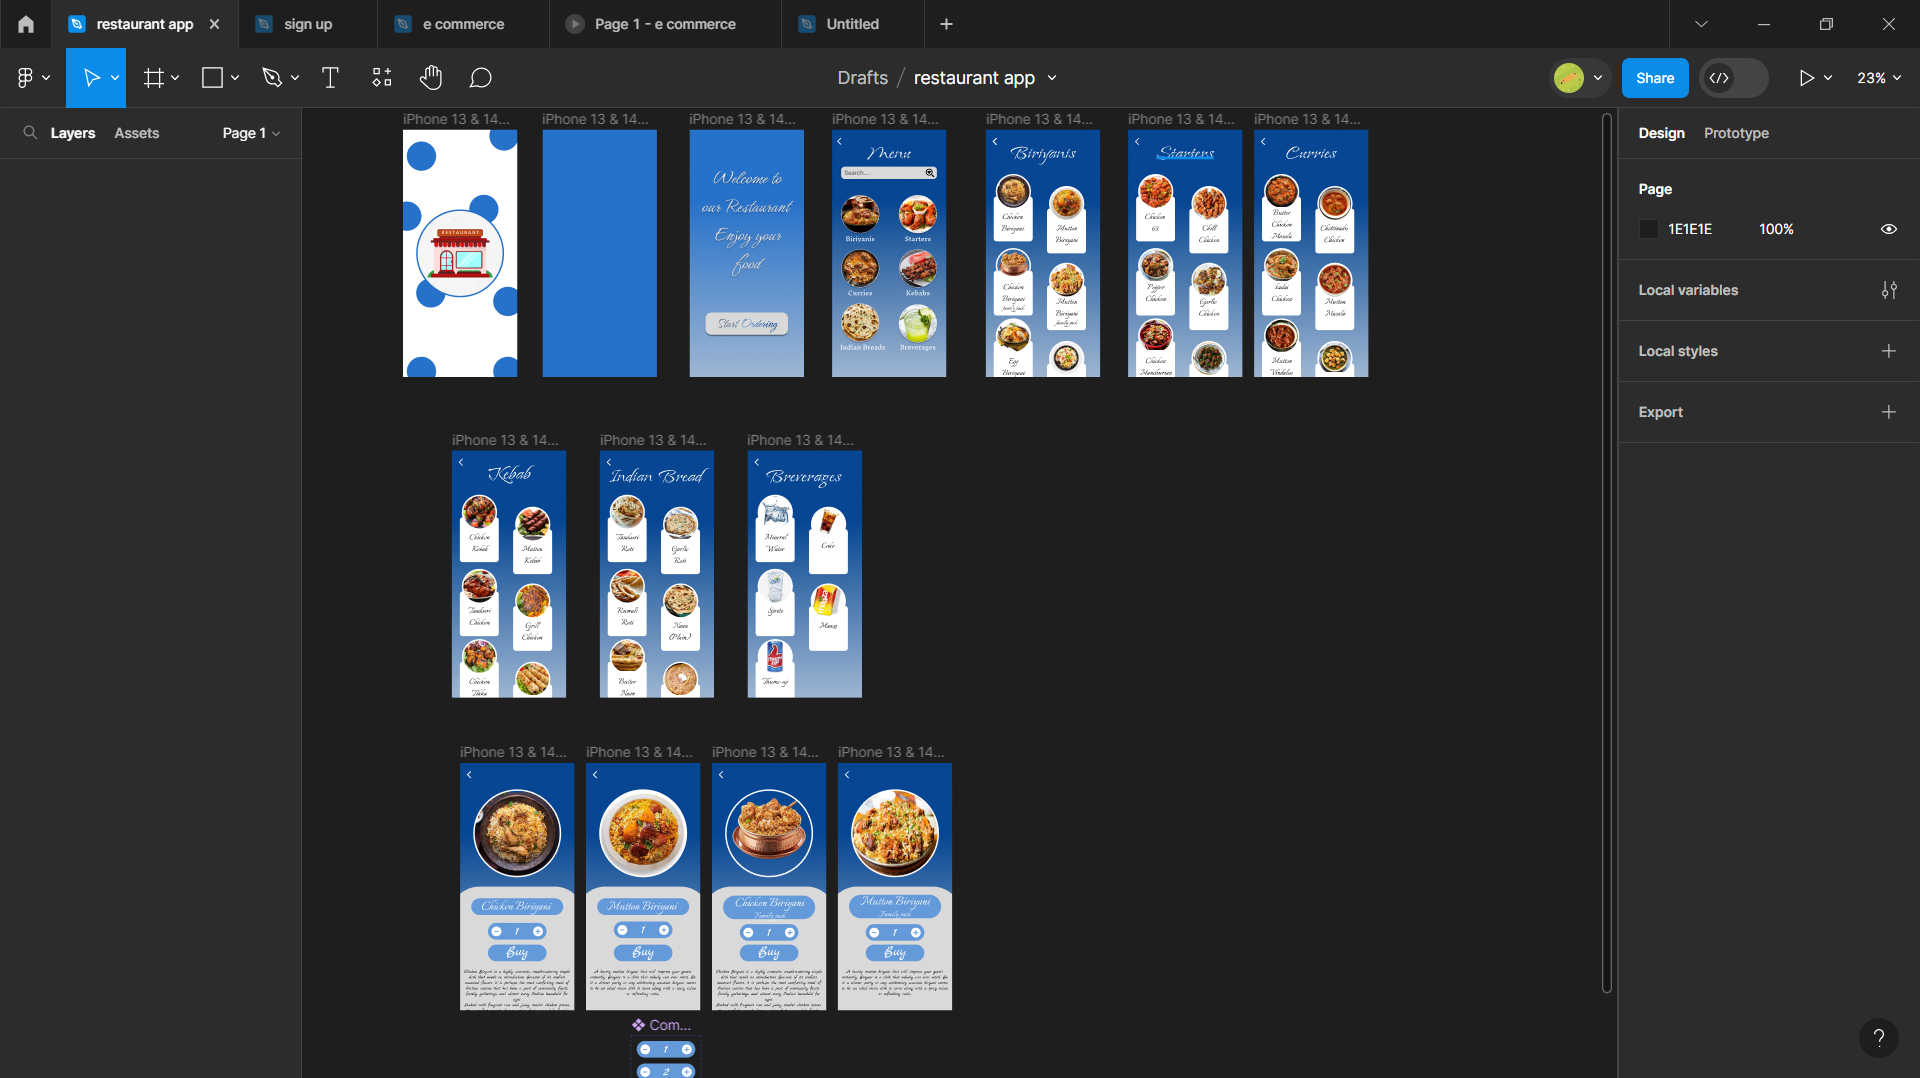 restaurant app
sign up
e commerce
Page 1 - e commerce
Untitled
Drafts / restaurant app
Share
23%
Layers
Assets
Page 1
Design
Prototype
Page
1E1E1E
100%
Local variables
Local styles
Export
?
iPhone 13 & 14...
iPhone 13 & 14...
iPhone 13 & 14...
iPhone 13 & 14...
iPhone 13 & 14...
iPhone 13 & 14...
iPhone 13 & 14...
RESTAURANT
Welcome to
our Restaurant
Enjoy your
food
Start Ordering
Menu
Search....
Biriyanis
Starters
Curries
Kebabs
Indian Breads
Breverages
Biriyanis
Chicken
Biriyani
Mutton
Biriyani
Chicken
Biriyani
family pack
Mutton
Biriyani
family pack
Egg
Biriyani
Starters
Chicken
65
Chilli
Chicken
Pepper
Chicken
Garlic
Chicken
Chicken
Manchurian
Curries
Butter
Chicken
Masala
Chettinadu
Chicken
Kadai
Chicken
Mutton
Masala
Mutton
Vindaloo
iPhone 13 & 14...
iPhone 13 & 14...
iPhone 13 & 14...
Kebab
Chicken
Kebab
Mutton
Kebab
Tandoori
Chicken
Grill
Chicken
Chicken
Tikka
Indian Bread
Tandoori
Roti
Garlic
Roti
Rumali
Roti
Naan
(Plain)
Butter
Naan
Breverages
Mineral
Water
Coke
Sprite
Maaza
Thums-up
iPhone 13 & 14...
iPhone 13 & 14...
iPhone 13 & 14...
iPhone 13 & 14...
Chicken Biriyani
1
Buy
Mutton Biriyani
1
Buy
Chicken Biriyani
Family pack
1
Buy
Mutton Biriyani
Family pack
1
Buy
Com...
1
2